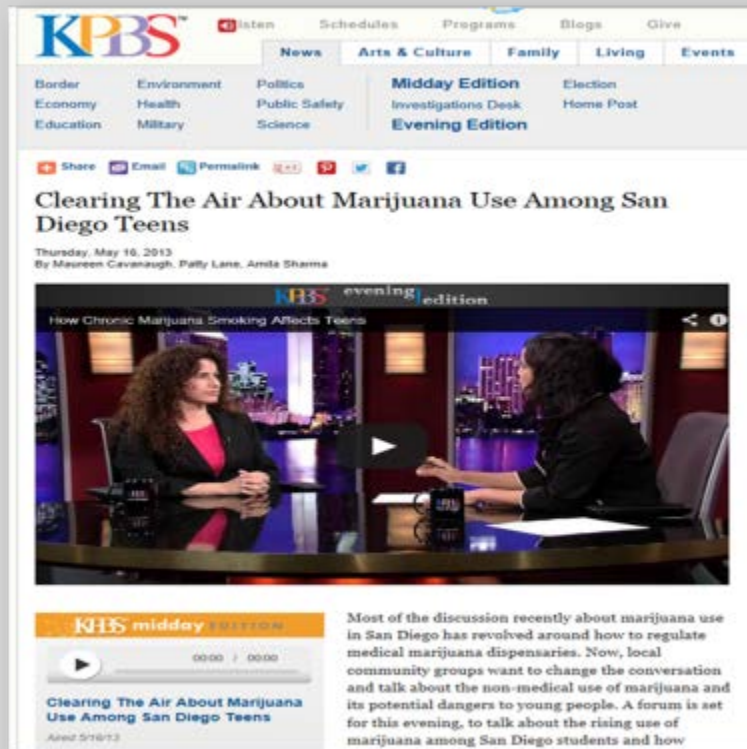 KPBS
Listen Schedules Programs Blogs Give
News Arts & Culture Family Living Events
Border Environment Politics Midday Edition Election
Economy Health Public Safety Investigations Desk Home Post
Education Military Science Evening Edition
Share Email Permalink
Clearing The Air About Marijuana Use Among San
Diego Teens
Thursday, May 16, 2013
By Maureen Cavanaugh, Patty Lane, Amita Sharma
KPBS evening edition
How Chronic Marijuana Smoking Affects Teens
KPBS midday EDITION
00:00 / 00:00
Clearing The Air About Marijuana
Use Among San Diego Teens
Aired 5/16/13
Most of the discussion recently about marijuana use
in San Diego has revolved around how to regulate
medical marijuana dispensaries. Now, local
community groups want to change the conversation
and talk about the non-medical use of marijuana and
its potential dangers to young people. A forum is set
for this evening, to talk about the rising use of
marijuana among San Diego students and how